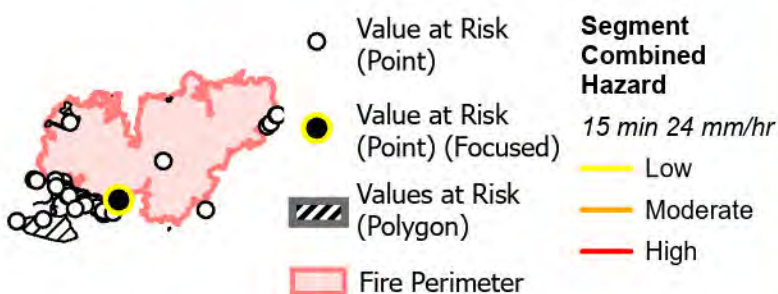 Value at Risk
(Point)
Value at Risk
(Point) (Focused)
Values at Risk
(Polygon)
Fire Perimeter
Segment
Combined
Hazard
15 min 24 mm/hr
Low
Moderate
High